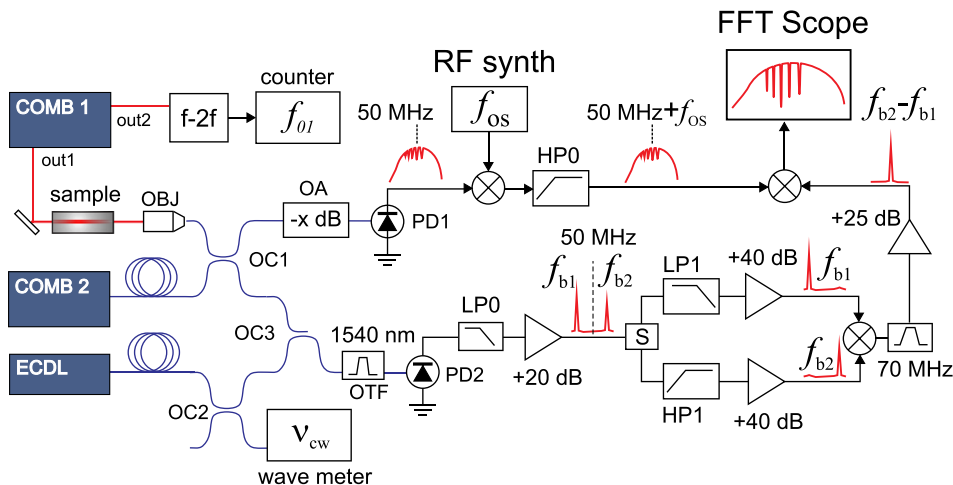 FFT Scope
RF synth
counter
COMB 1
f-2f
f01
out2
out1
50 MHz
fos
50 MHz+fos
fb2-fb1
HP0
sample
OBJ
OA
-x dB
PD1
+25 dB
OC1
50 MHz
COMB 2
fb1
fb2
LP1
+40 dB
fb1
LP0
OC3
1540 nm
S
ECDL
PD2
OTF
+20 dB
fb2
70 MHz
HP1
OC2
+40 dB
νcw
wave meter